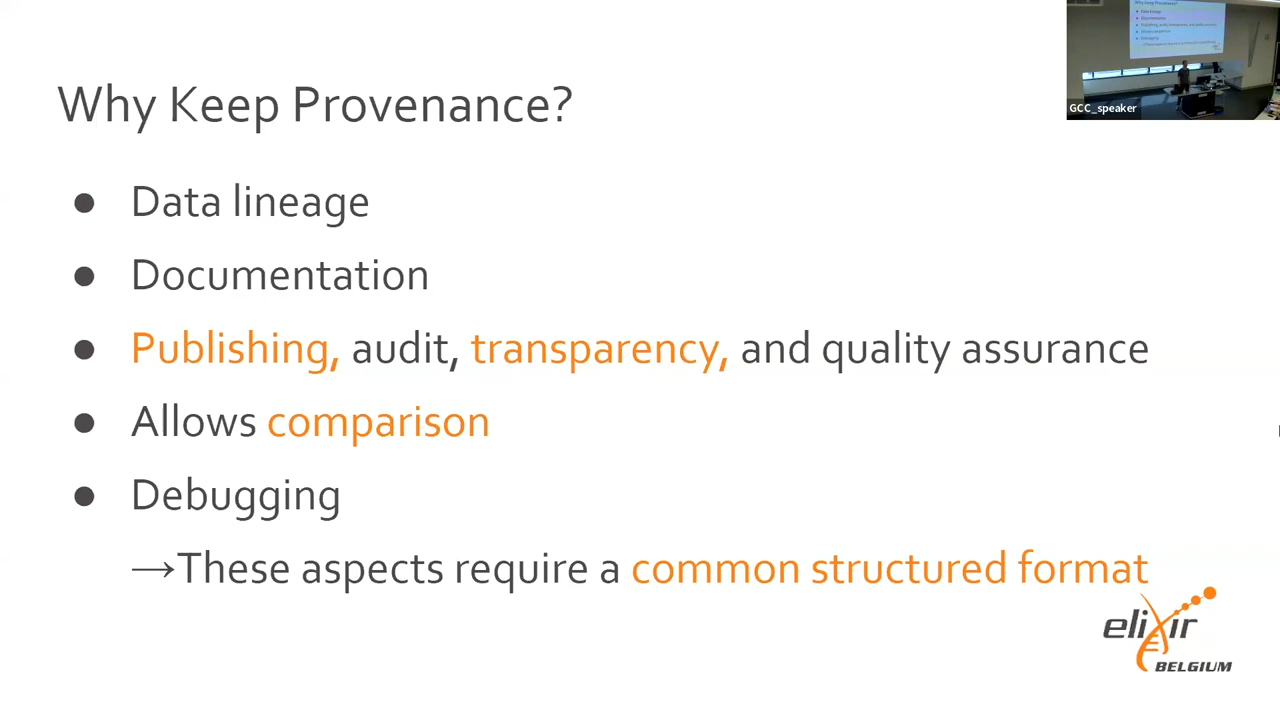 Why Keep Provenance?
GCC_speaker
● Data lineage
● Documentation
● Publishing, audit, transparency, and quality assurance
● Allows comparison
● Debugging
→These aspects require a common structured format
elixir
BELGIUM